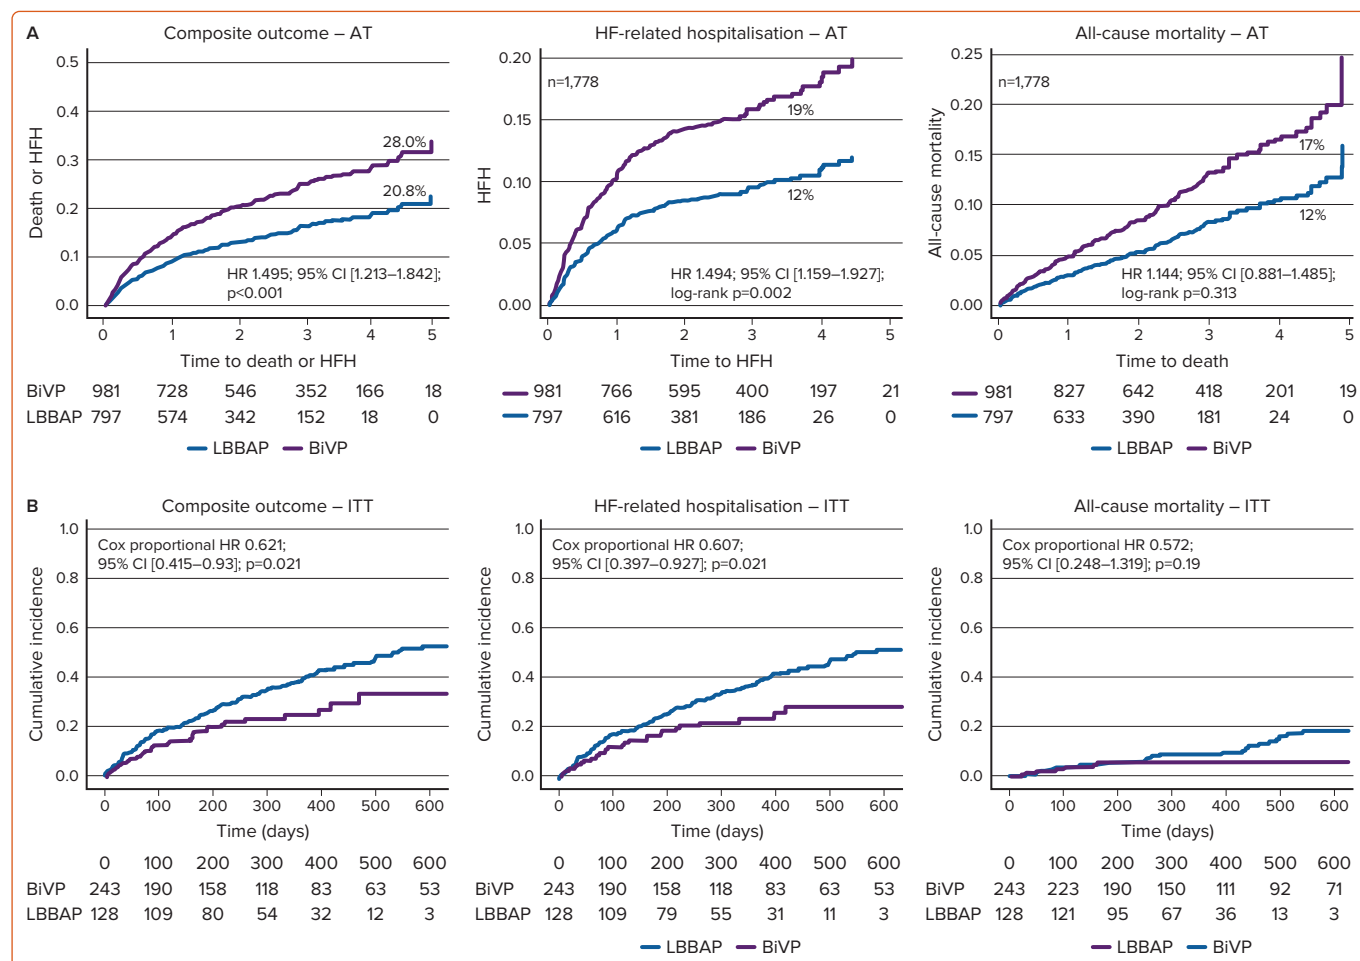 A
Composite outcome – AT
0.5
0.4
0.3
0.2
0.1
0.0
Death or HFH
28.0%
20.8%
HR 1.495; 95% CI [1.213–1.842];
p<0.001
0 1 2 3 4 5
Time to death or HFH
BiVP 981 728 546 352 166 18
LBBAP 797 574 342 152 18 0
LBBAP BiVP
HF-related hospitalisation – AT
0.20
0.15
0.10
0.05
0.00
HFH
n=1,778
19%
12%
HR 1.494; 95% CI [1.159–1.927];
log-rank p=0.002
0 1 2 3 4 5
Time to HFH
981 766 595 400 197 21
797 616 381 186 26 0
LBBAP BiVP
All-cause mortality – AT
0.25
0.20
0.15
0.10
0.05
0.00
All-cause mortality
n=1,778
17%
12%
HR 1.144; 95% CI [0.881–1.485];
log-rank p=0.313
0 1 2 3 4 5
Time to death
981 827 642 418 201 19
797 633 390 181 24 0
LBBAP BiVP
B
Composite outcome – ITT
1.0
0.8
0.6
0.4
0.2
0.0
Cumulative incidence
Cox proportional HR 0.621;
95% CI [0.415–0.93]; p=0.021
0 100 200 300 400 500 600
Time (days)
0 100 200 300 400 500 600
BiVP 243 190 158 118 83 63 53
LBBAP 128 109 80 54 32 12 3
HF-related hospitalisation – ITT
1.0
0.8
0.6
0.4
0.2
0.0
Cumulative incidence
Cox proportional HR 0.607;
95% CI [0.397–0.927]; p=0.021
0 100 200 300 400 500 600
Time (days)
0 100 200 300 400 500 600
BiVP 243 190 158 118 83 63 53
LBBAP 128 109 79 55 31 11 3
LBBAP BiVP
All-cause mortality – ITT
1.0
0.8
0.6
0.4
0.2
0.0
Cumulative incidence
Cox proportional HR 0.572;
95% CI [0.248–1.319]; p=0.19
0 100 200 300 400 500 600
Time (days)
0 100 200 300 400 500 600
BiVP 243 223 190 150 111 92 71
LBBAP 128 121 95 67 36 13 3
LBBAP BiVP